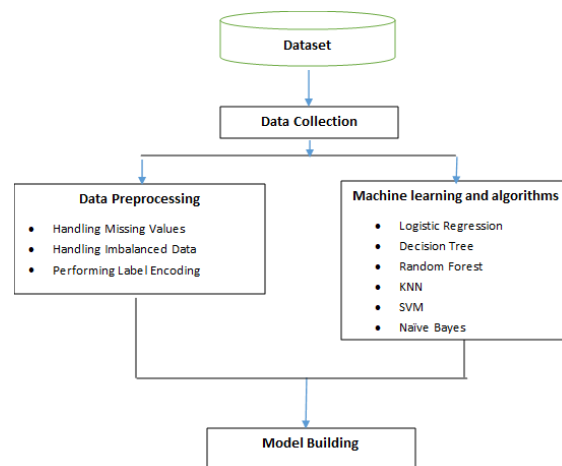 Dataset
Data Collection
Data Preprocessing
• Handling Missing Values
• Handling Imbalanced Data
• Performing Label Encoding
Machine learning and algorithms
• Logistic Regression
• Decision Tree
• Random Forest
• KNN
• SVM
• Naïve Bayes
Model Building